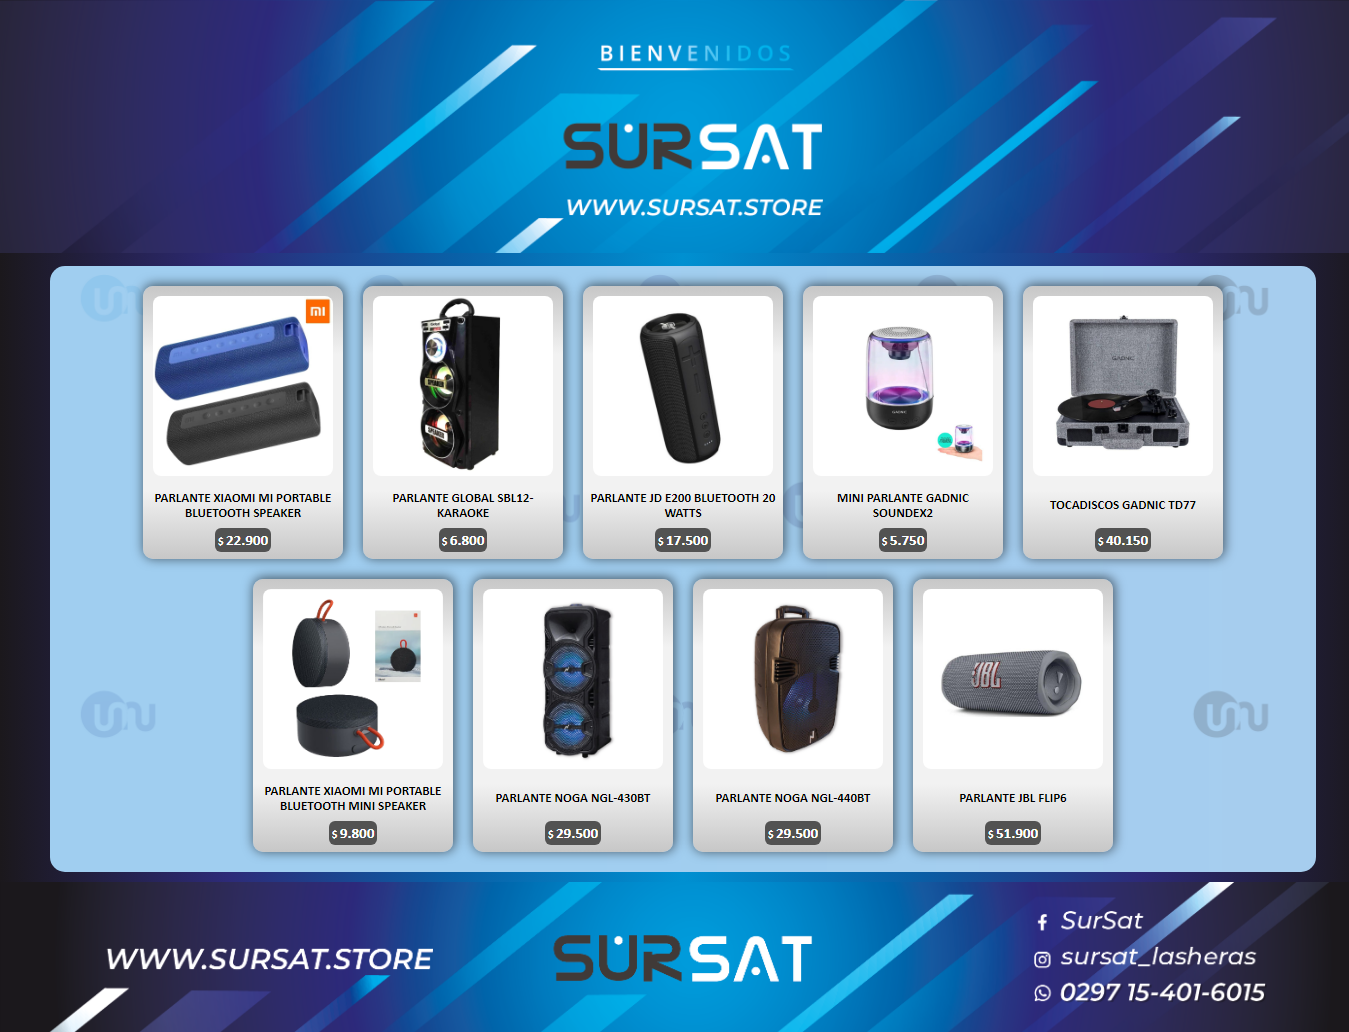 BIENVENIDOS
SURSAT
WWW.SURSAT.STORE
PARLANTE XIAOMI MI PORTABLE
BLUETOOTH SPEAKER
$ 22.900
PARLANTE GLOBAL SBL12-
KARAOKE
$ 6.800
PARLANTE JD E200 BLUETOOTH 20
WATTS
$ 17.500
MINI PARLANTE GADNIC
SOUNDEX2
$ 5.750
TOCADISCOS GADNIC TD77
$ 40.150
PARLANTE XIAOMI MI PORTABLE
BLUETOOTH MINI SPEAKER
$ 9.800
PARLANTE NOGA NGL-430BT
$ 29.500
PARLANTE NOGA NGL-440BT
$ 29.500
JBL
PARLANTE JBL FLIP6
$ 51.900
WWW.SURSAT.STORE
SURSAT
SurSat
sursat_lasheras
0297 15-401-6015